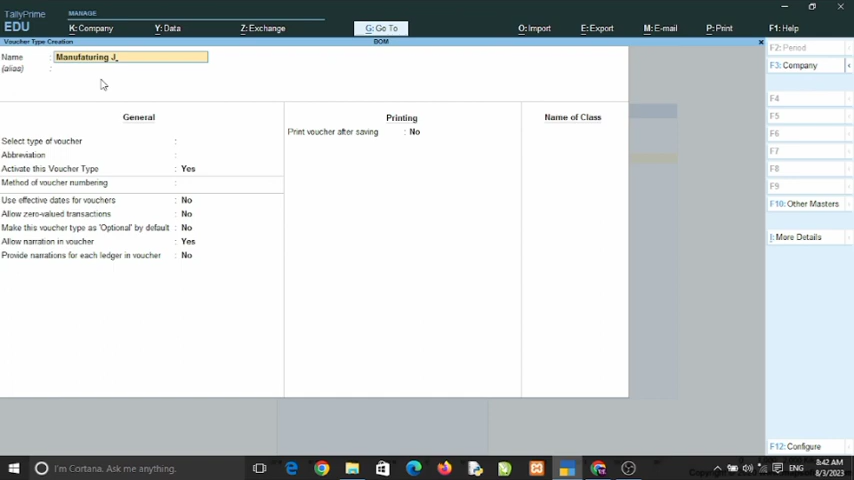 TallyPrime
EDU
MANAGE
K: Company
Y: Data
Z: Exchange
G: Go To
O: Import
E: Export
M: E-mail
P: Print
F1: Help
Voucher Type Creation
BOM
Name : Manufaturing J
(alias) :
General
Printing
Name of Class
Select type of voucher :
Abbreviation :
Activate this Voucher Type : Yes
Method of voucher numbering :
Use effective dates for vouchers : No
Allow zero-valued transactions : No
Make this voucher type as 'Optional' by default : No
Allow narration in voucher : Yes
Provide narrations for each ledger in voucher : No
Print voucher after saving : No
F2: Period
F3: Company
F4
F5
F6
F7
F8
F9
F10: Other Masters
I: More Details
F12: Configure
I'm Cortana. Ask me anything.
ENG
8:42 AM
8/3/2023